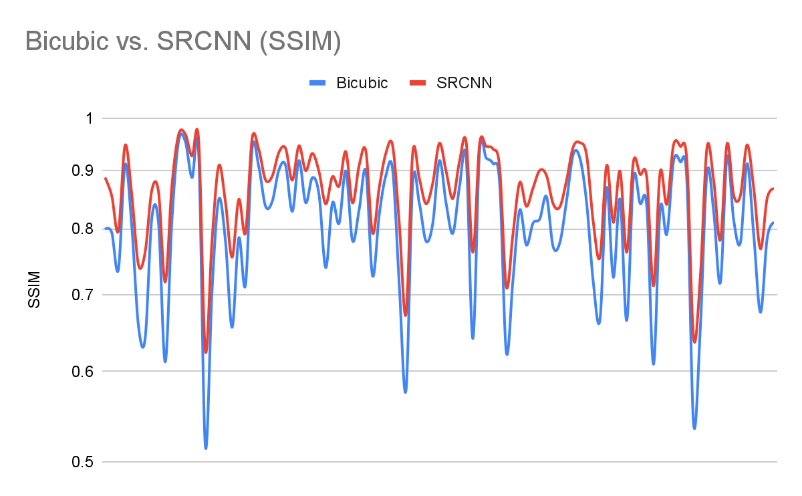 Bicubic vs. SRCNN (SSIM)
Bicubic SRCNN
1
0.9
0.8
0.7
0.6
0.5
SSIM